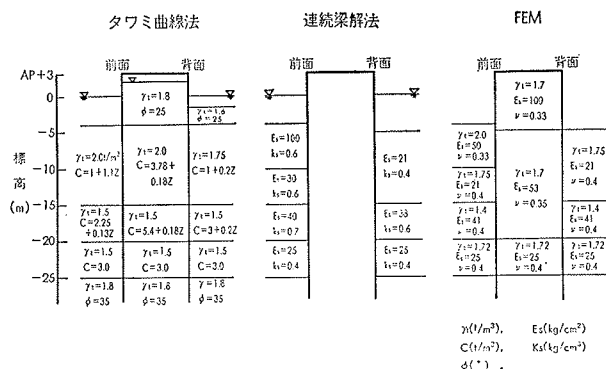 タワミ曲線法
連続梁解法
FEM
前面
背面
前面
背面
前面
背面
AP+3
0
-5
-10
-15
-20
-25
標高(m)
γt=1.8
φ=25
φ=25
γt=2.0t/m³
C=1+1.1Z
γt=2.0
C=3.78+
0.18Z
γt=1.75
C=1+0.2Z
γt=1.5
C=2.25
+0.13Z
γt=1.5
C=5.4+0.18Z
γt=1.5
C=3+0.2Z
γt=1.5
C=3.0
γt=1.5
C=3.0
γt=1.5
C=3.0
γt=1.8
φ=35
γt=1.8
φ=35
γt=1.8
φ=35
Es=100
ks=0.6
Es=30
ks=0.6
Es=40
ks=0.7
Es=25
ks=0.4
Es=21
ks=0.4
Es=33
ks=0.6
Es=25
ks=0.4
γt=1.7
Es=100
ν=0.33
γt=2.0
Es=50
ν=0.33
γt=1.75
Es=21
ν=0.4
γt=1.4
Es=41
ν=0.4
γt=1.72
Es=25
ν=0.4
γt=1.7
Es=53
ν=0.35
γt=1.72
Es=25
ν=0.4
γt=1.75
Es=21
ν=0.4
γt=1.4
Es=41
ν=0.4
γt=1.72
Es=25
ν=0.4
γt(t/m³), Es(kg/cm²)
C(t/m²), Ks(kg/cm³)
φ(°),